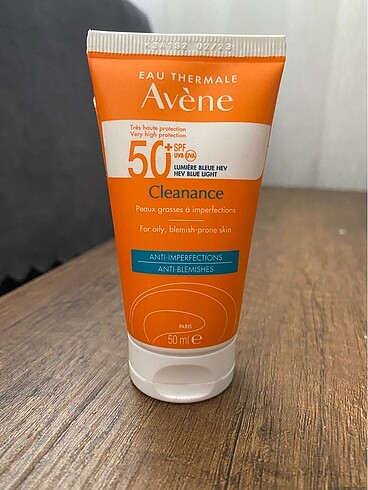 EAU THERMALE
Avène
Très haute protection
Very high protection
50+ SPF
UVB UVA
LUMIÈRE BLEUE HEV
HEV BLUE LIGHT
Cleanance
Peaux grasses à imperfections
For oily, blemish-prone skin
ANTI-IMPERFECTIONS
ANTI-BLEMISHES
PARIS
50 ml e